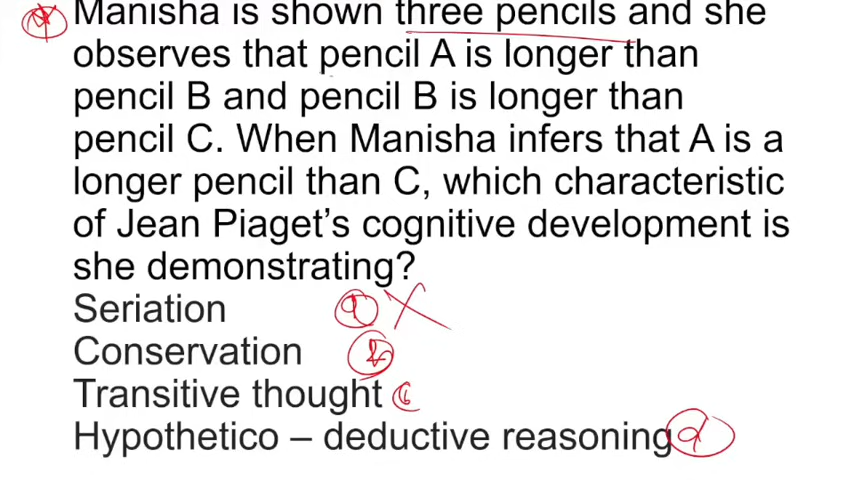 Manisha is shown three pencils and she
observes that pencil A is longer than
pencil B and pencil B is longer than
pencil C. When Manisha infers that A is a
longer pencil than C, which characteristic
of Jean Piaget's cognitive development is
she demonstrating?
Seriation a
Conservation b
Transitive thought c
Hypothetico – deductive reasoning d